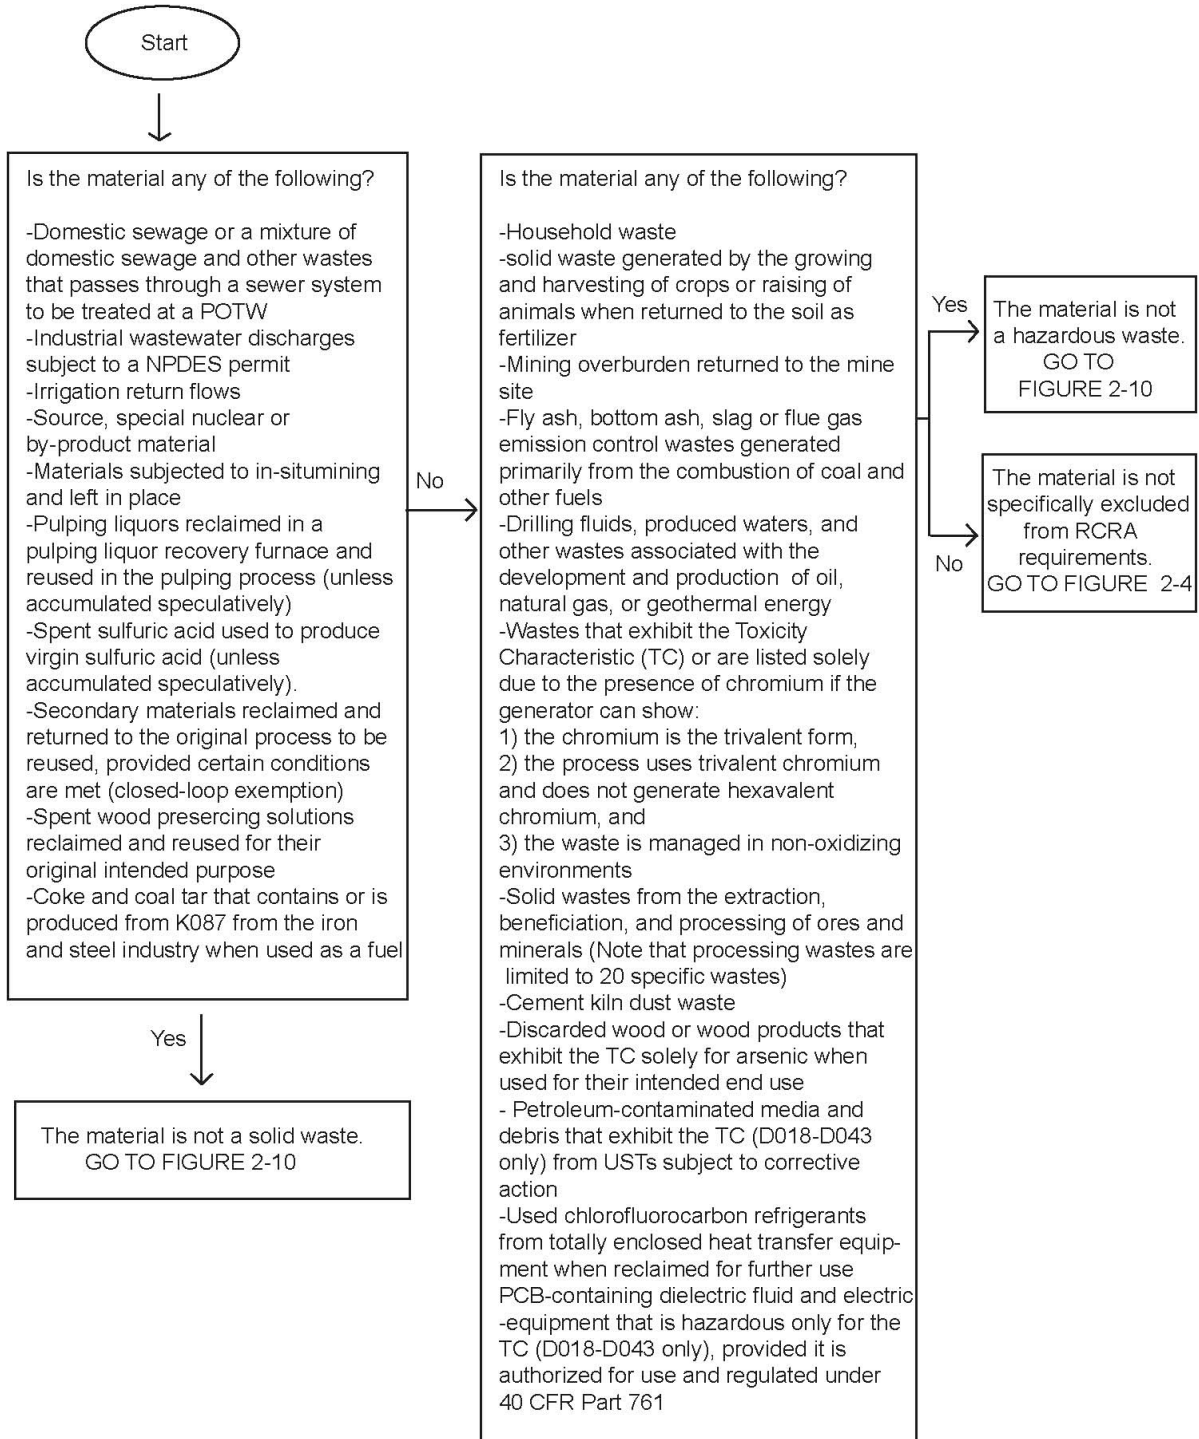 Start
Is the material any of the following?
-Domestic sewage or a mixture of
domestic sewage and other wastes
that passes through a sewer system
to be treated at a POTW
-Industrial wastewater discharges
subject to a NPDES permit
-Irrigation return flows
-Source, special nuclear or
by-product material
-Materials subjected to in-situmining
and left in place
-Pulping liquors reclaimed in a
pulping liquor recovery furnace and
reused in the pulping process (unless
accumulated speculatively)
-Spent sulfuric acid used to produce
virgin sulfuric acid (unless
accumulated speculatively).
-Secondary materials reclaimed and
returned to the original process to be
reused, provided certain conditions
are met (closed-loop exemption)
-Spent wood presercing solutions
reclaimed and reused for their
original intended purpose
-Coke and coal tar that contains or is
produced from K087 from the iron
and steel industry when used as a fuel
Yes
The material is not a solid waste.
GO TO FIGURE 2-10
No
Is the material any of the following?
-Household waste
-solid waste generated by the growing
and harvesting of crops or raising of
animals when returned to the soil as
fertilizer
-Mining overburden returned to the mine
site
-Fly ash, bottom ash, slag or flue gas
emission control wastes generated
primarily from the combustion of coal and
other fuels
-Drilling fluids, produced waters, and
other wastes associated with the
development and production of oil,
natural gas, or geothermal energy
-Wastes that exhibit the Toxicity
Characteristic (TC) or are listed solely
due to the presence of chromium if the
generator can show:
1) the chromium is the trivalent form,
2) the process uses trivalent chromium
and does not generate hexavalent
chromium, and
3) the waste is managed in non-oxidizing
environments
-Solid wastes from the extraction,
beneficiation, and processing of ores and
minerals (Note that processing wastes are
limited to 20 specific wastes)
-Cement kiln dust waste
-Discarded wood or wood products that
exhibit the TC solely for arsenic when
used for their intended end use
- Petroleum-contaminated media and
debris that exhibit the TC (D018-D043
only) from USTs subject to corrective
action
-Used chlorofluorocarbon refrigerants
from totally enclosed heat transfer equip-
ment when reclaimed for further use
PCB-containing dielectric fluid and electric
-equipment that is hazardous only for the
TC (D018-D043 only), provided it is
authorized for use and regulated under
40 CFR Part 761
Yes
The material is not
a hazardous waste.
GO TO
FIGURE 2-10
No
The material is not
specifically excluded
from RCRA
requirements.
GO TO FIGURE 2-4